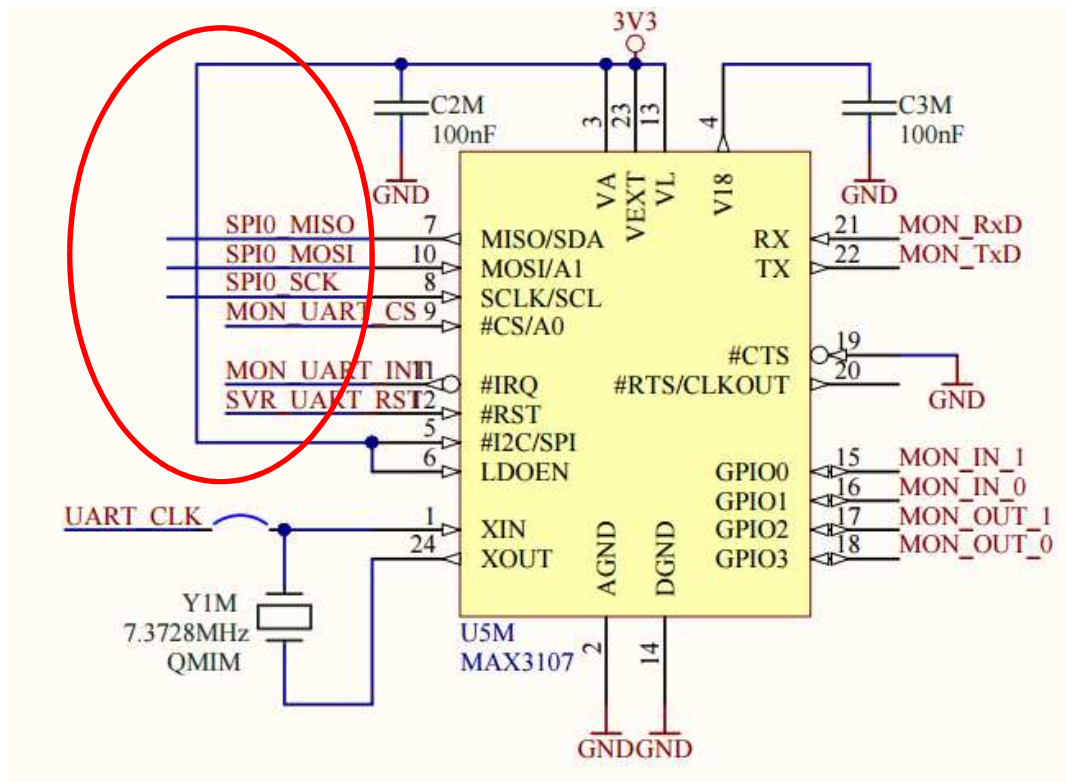 3V3
C2M
100nF
GND
3
23
13
4
C3M
100nF
GND
VA
VEXT
VL
V18
SPI0_MISO 7 MISO/SDA
SPI0_MOSI 10 MOSI/A1
SPI0_SCK 8 SCLK/SCL
MON_UART_CS 9 #CS/A0
MON_UART_INT 11 #IRQ
SVR_UART_RST 12 #RST
5 #I2C/SPI
6 LDOEN
UART_CLK 1 XIN
24 XOUT
RX 21 MON_RxD
TX 22 MON_TxD
#CTS 19
#RTS/CLKOUT 20
GND
GPIO0 15 MON_IN_1
GPIO1 16 MON_IN_0
GPIO2 17 MON_OUT_1
GPIO3 18 MON_OUT_0
AGND
DGND
Y1M
7.3728MHz
QMIM
U5M
MAX3107
2
14
GND
GND